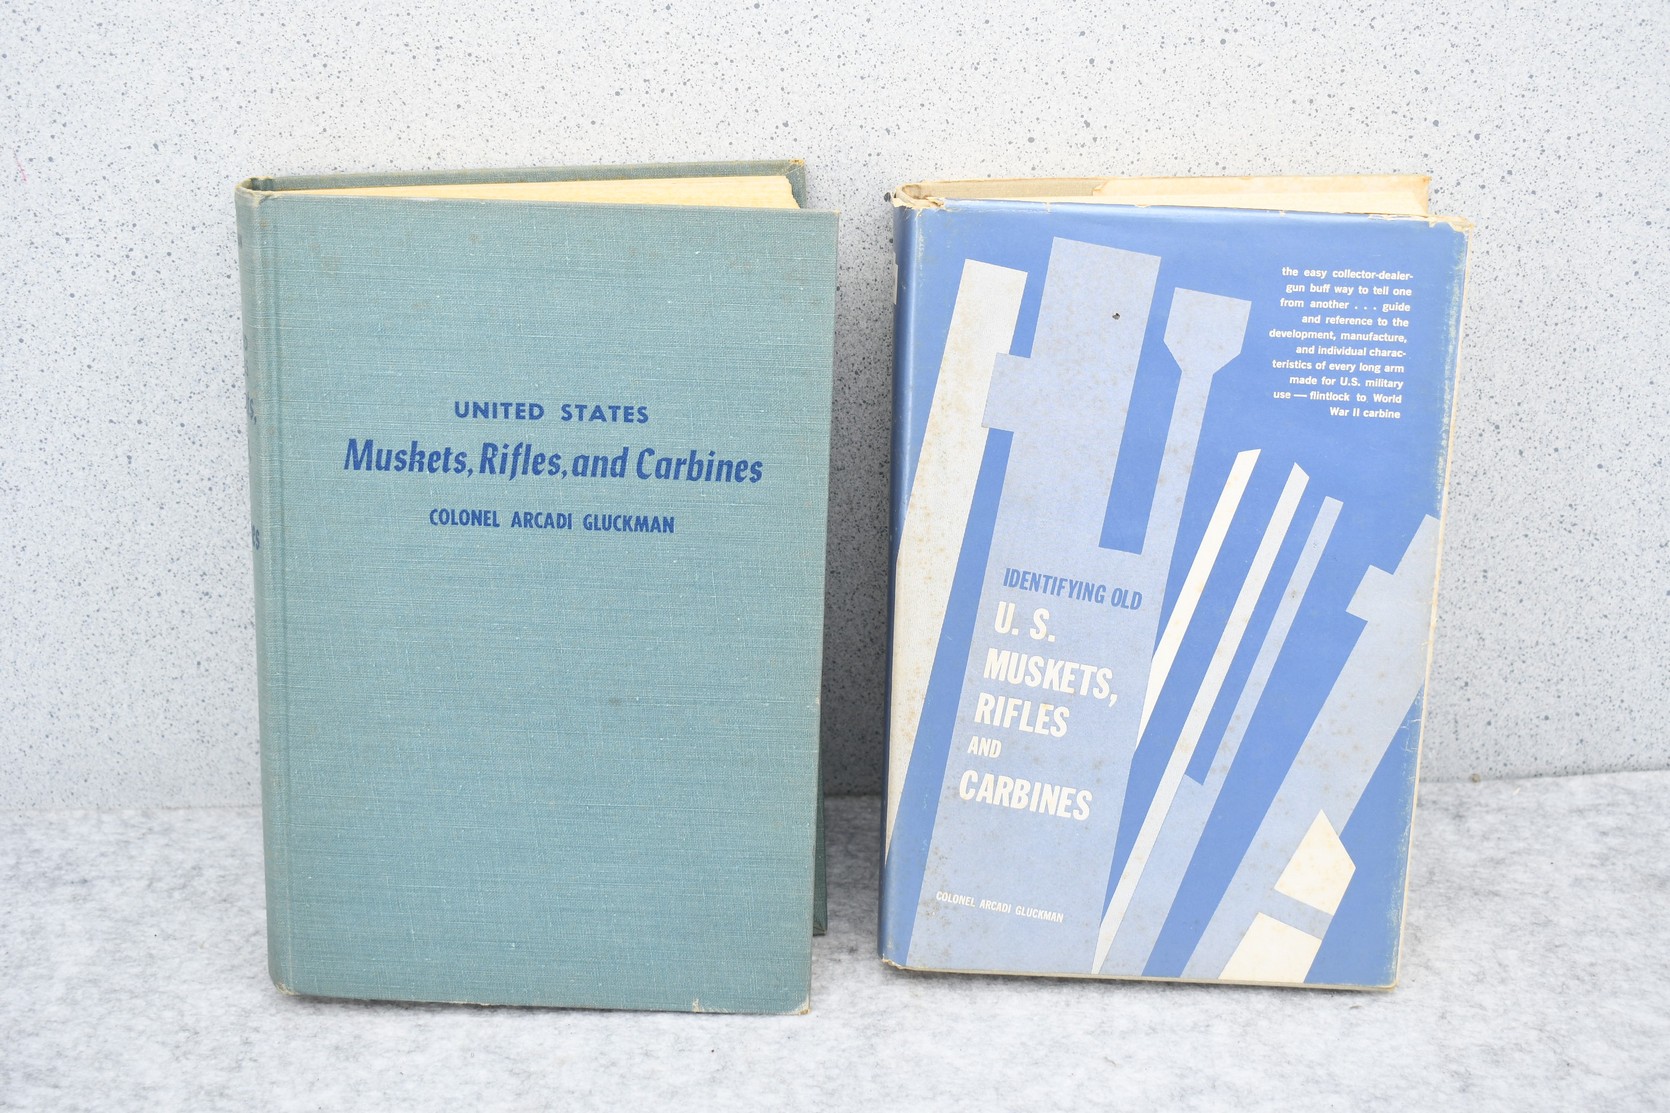 UNITED STATES
Muskets, Rifles, and Carbines
COLONEL ARCADI GLUCKMAN
the easy collector-dealer-
gun buff way to tell one
from another . . . guide
and reference to the
development, manufacture,
and individual charac-
teristics of every long arm
made for U.S. military
use — flintlock to World
War II carbine
IDENTIFYING OLD
U. S.
MUSKETS,
RIFLES
AND
CARBINES
COLONEL ARCADI GLUCKMAN